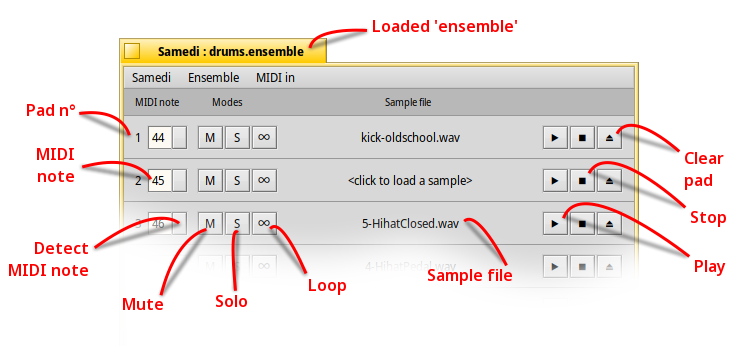 Loaded 'ensemble'
Samedi : drums.ensemble
Samedi Ensemble MIDI in
MIDI note Modes Sample file
Pad n°
1 44 M S ∞ kick-oldschool.wav
MIDI
note
Clear
pad
2 45 M S ∞ <click to load a sample>
Stop
3 46 M S ∞ 5-HihatClosed.wav
Detect
MIDI note
Play
M S ∞ 4-HihatPedal.wav
Sample file
Loop
Solo
Mute